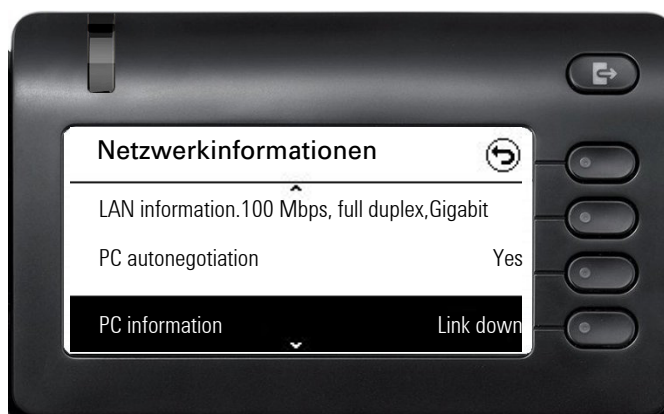 Netzwerkinformationen
LAN information.100 Mbps, full duplex,Gigabit
PC autonegotiation Yes
PC information Link down